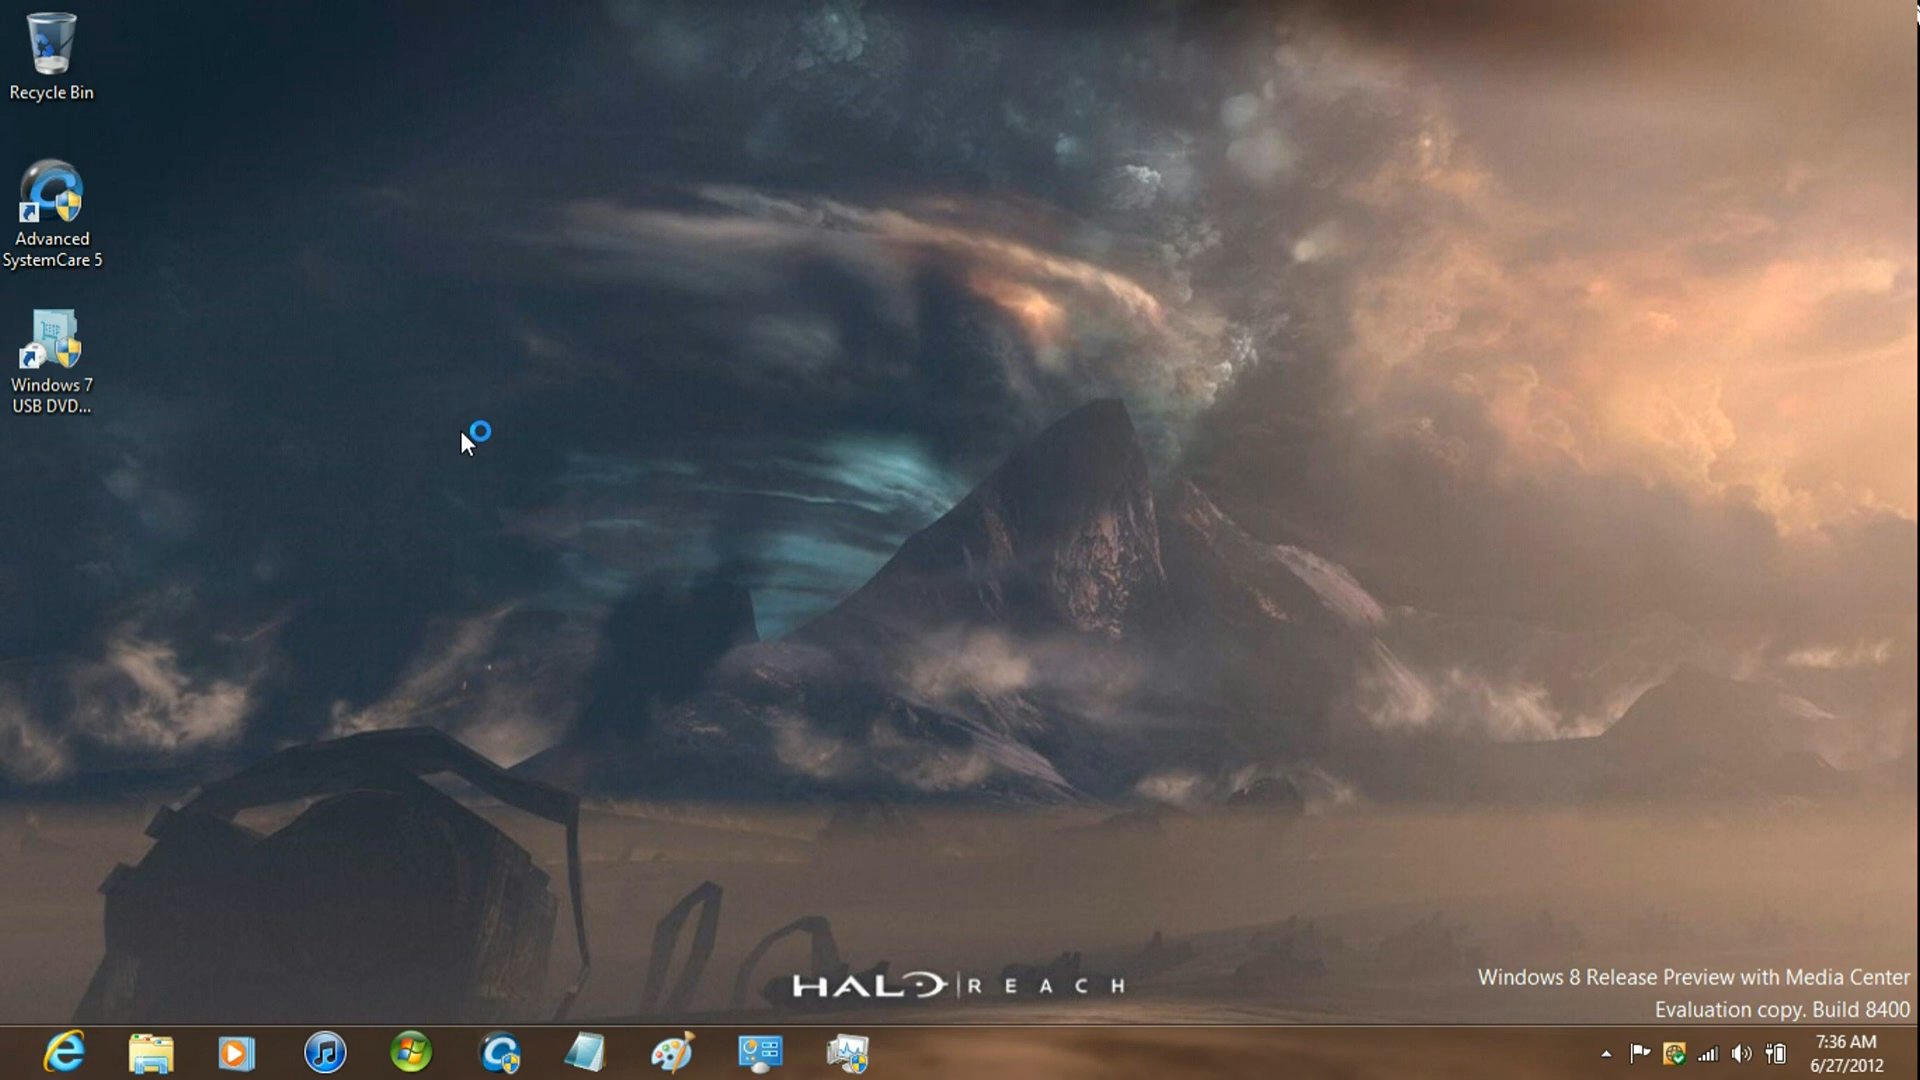 Recycle Bin
Advanced
SystemCare 5
Windows 7
USB DVD...
HALO | REACH
Windows 8 Release Preview with Media Center
Evaluation copy. Build 8400
7:36 AM
6/27/2012